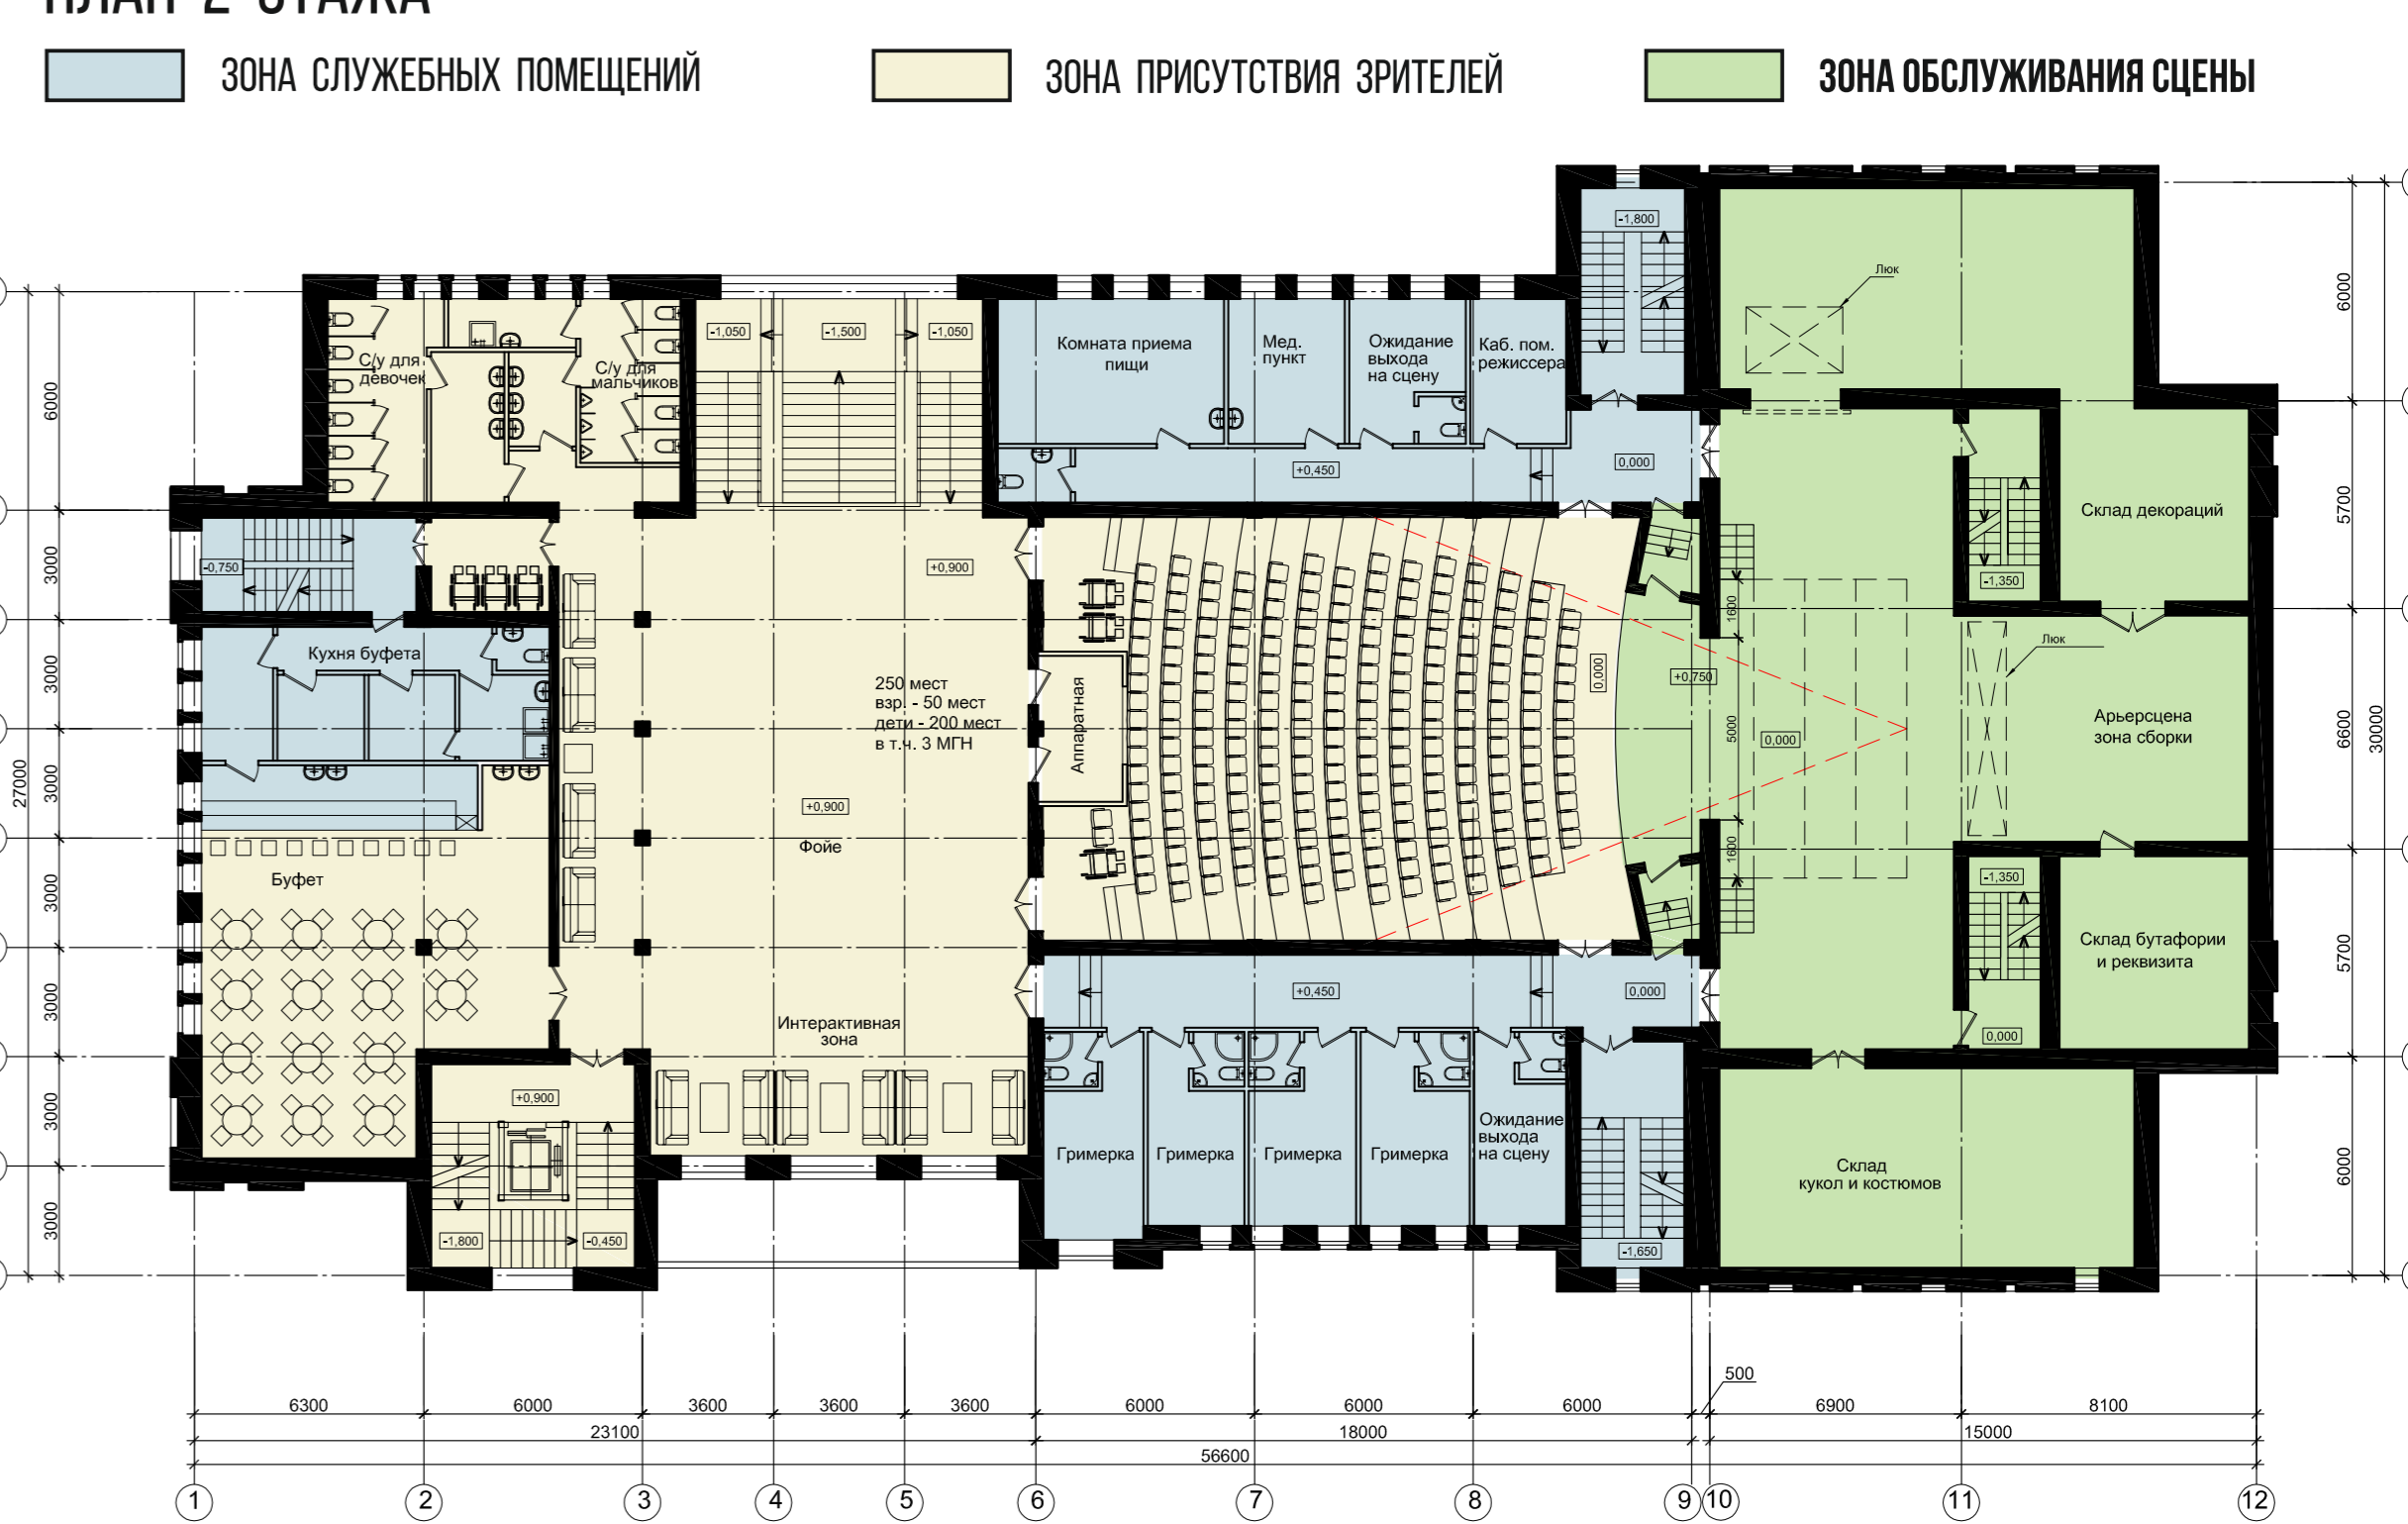 ПЛАН 2 ЭТАЖА
ЗОНА СЛУЖЕБНЫХ ПОМЕЩЕНИЙ
ЗОНА ПРИСУТСТВИЯ ЗРИТЕЛЕЙ
ЗОНА ОБСЛУЖИВАНИЯ СЦЕНЫ
-1,800
Люк
-1,050
-1,500
-1,050
Комната приема
пищи
Мед.
пункт
Ожидание
выхода
на сцену
Каб. пом.
режиссера
С/у для
девочек
С/у для
мальчиков
+0,450
0,000
Склад декораций
-0,750
+0,900
-1,350
1600
Кухня буфета
Люк
0,000
+0,750
250 мест
взр. - 50 мест
дети - 200 мест
в т.ч. 3 МГН
Аппаратная
5000
0,000
Арьерсцена
зона сборки
+0,900
Фойе
1600
Буфет
-1,350
Склад бутафории
и реквизита
+0,450
0,000
Интерактивная
зона
0,000
+0,900
Гримерка
Гримерка
Гримерка
Гримерка
Ожидание
выхода
на сцену
Склад
кукол и костюмов
-1,800
-0,450
-1,650
27000
6000
3000
3000
3000
3000
3000
3000
3000
6000
5700
6600
5700
6000
30000
500
6300
6000
3600
3600
3600
6000
6000
6000
6900
8100
23100
18000
15000
56600
1
2
3
4
5
6
7
8
9
10
11
12